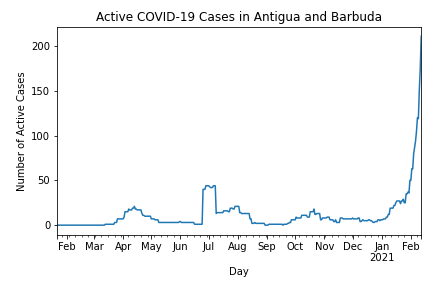 Active COVID-19 Cases in Antigua and Barbuda
200
150
100
50
0
Number of Active Cases
Feb Mar Apr May Jun Jul Aug Sep Oct Nov Dec Jan Feb
2021
Day